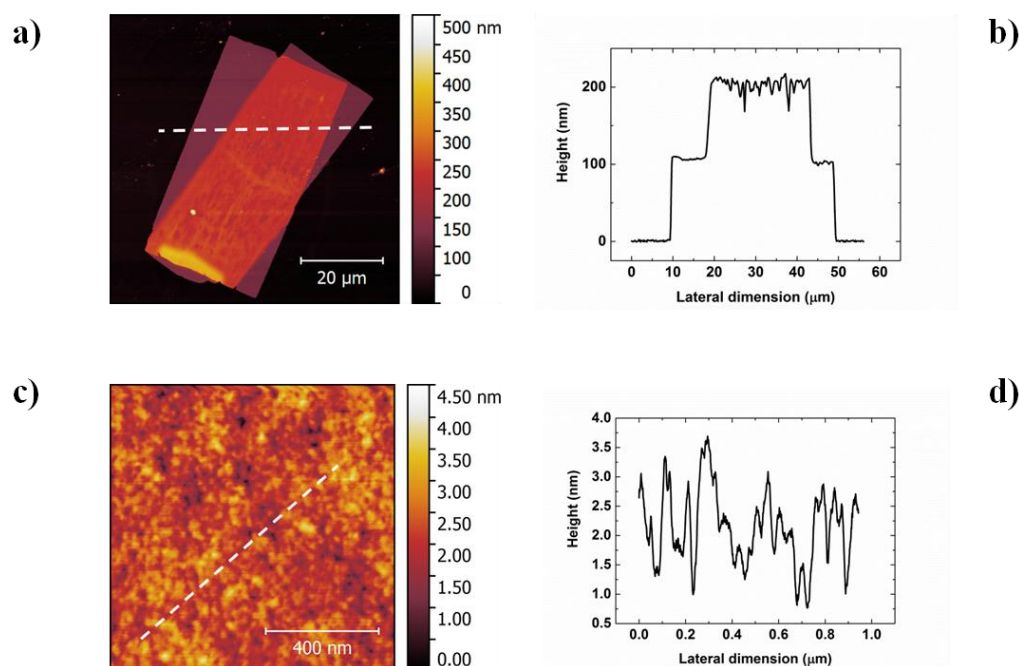 a)
500 nm
450
400
350
300
250
200
150
100
50
0
20 µm
b)
200
100
0
Height (nm)
0 10 20 30 40 50 60
Lateral dimension (µm)
c)
4.50 nm
4.00
3.50
3.00
2.50
2.00
1.50
1.00
0.00
400 nm
d)
4.0
3.5
3.0
2.5
2.0
1.5
1.0
0.5
Height (nm)
0.0 0.2 0.4 0.6 0.8 1.0
Lateral dimension (µm)